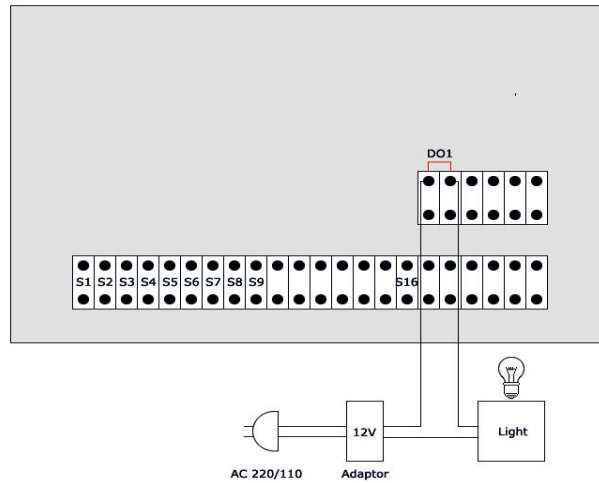 DO1
S1 S2 S3 S4 S5 S6 S7 S8 S9 S16
12V
Light
AC 220/110
Adaptor